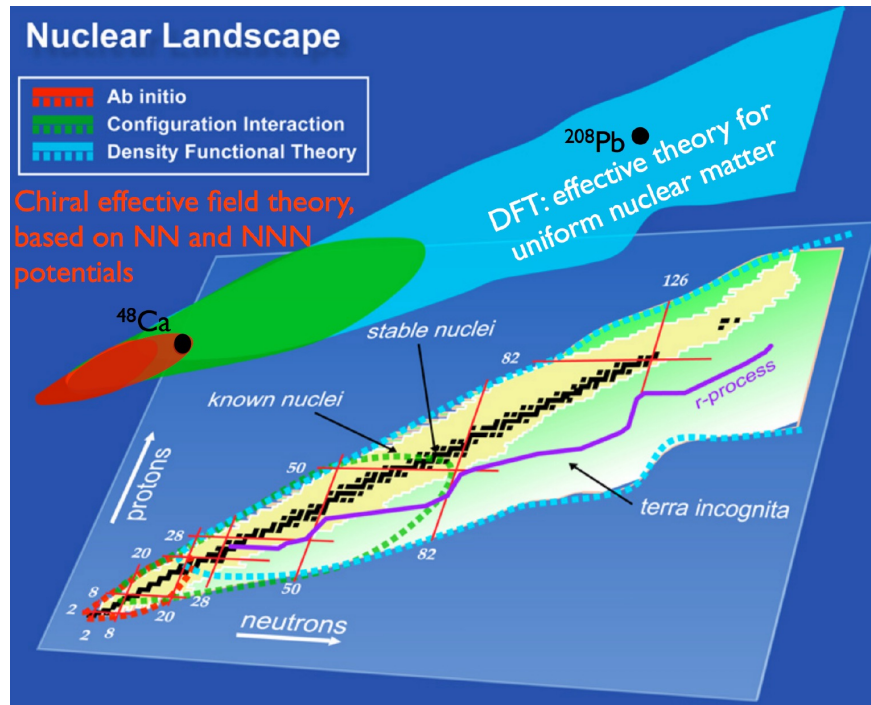 Nuclear Landscape
Ab initio
Configuration Interaction
Density Functional Theory
Chiral effective field theory,
based on NN and NNN
potentials
²⁰⁸Pb
DFT: effective theory for
uniform nuclear matter
⁴⁸Ca
stable nuclei
known nuclei
126
82
r-process
50
protons
terra incognita
28
82
20
50
8
28
20
2
2
8
neutrons